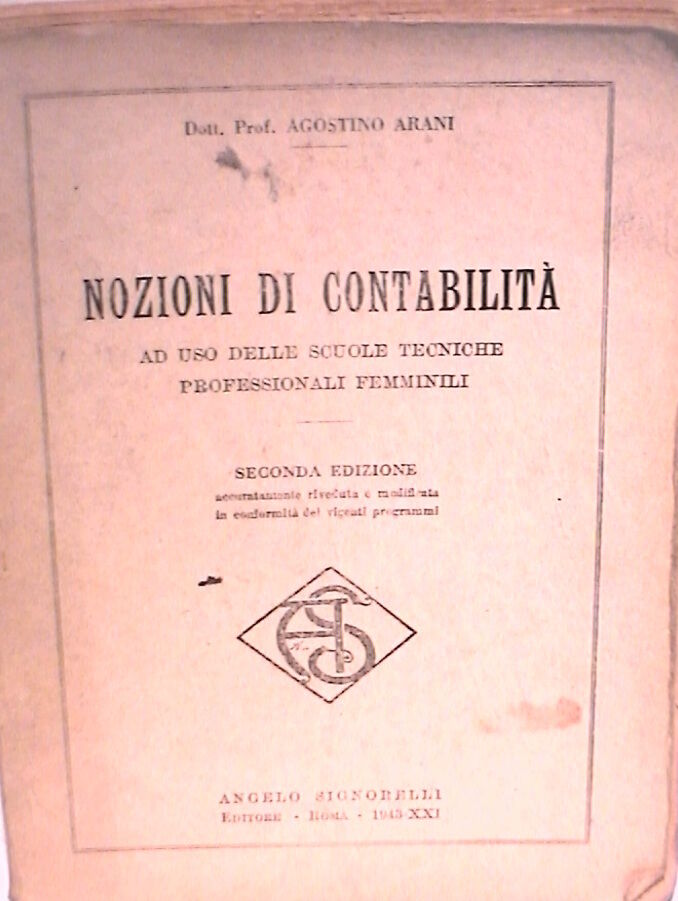 Dott. Prof. AGOSTINO ARANI
NOZIONI DI CONTABILITÀ
AD USO DELLE SCUOLE TECNICHE
PROFESSIONALI FEMMINILI
SECONDA EDIZIONE
accuratamente riveduta e modificata
in conformità dei vigenti programmi
ANGELO SIGNORELLI
EDITORE - ROMA - 1943-XXI